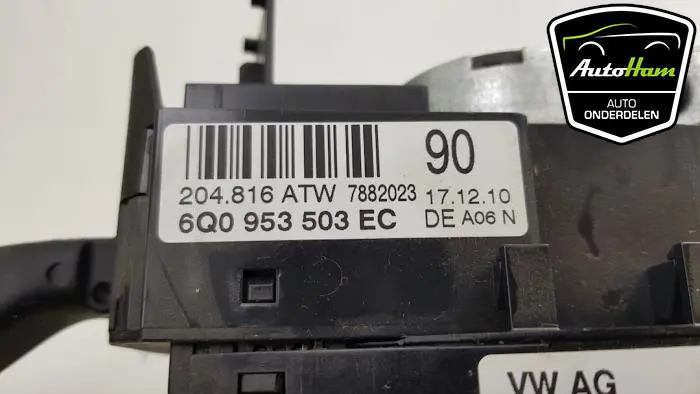 AutoHam
AUTO
ONDERDELEN
90
204.816 ATW 7882023 17.12.10
6Q0 953 503 EC DE A06 N
VW AG